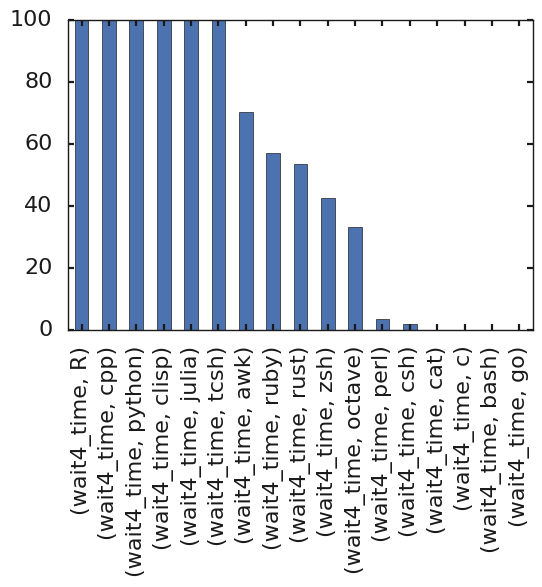 100
80
60
40
20
0
(wait4_time, R)
(wait4_time, cpp)
(wait4_time, python)
(wait4_time, clisp)
(wait4_time, julia)
(wait4_time, tcsh)
(wait4_time, awk)
(wait4_time, ruby)
(wait4_time, rust)
(wait4_time, zsh)
(wait4_time, octave)
(wait4_time, perl)
(wait4_time, csh)
(wait4_time, cat)
(wait4_time, c)
(wait4_time, bash)
(wait4_time, go)